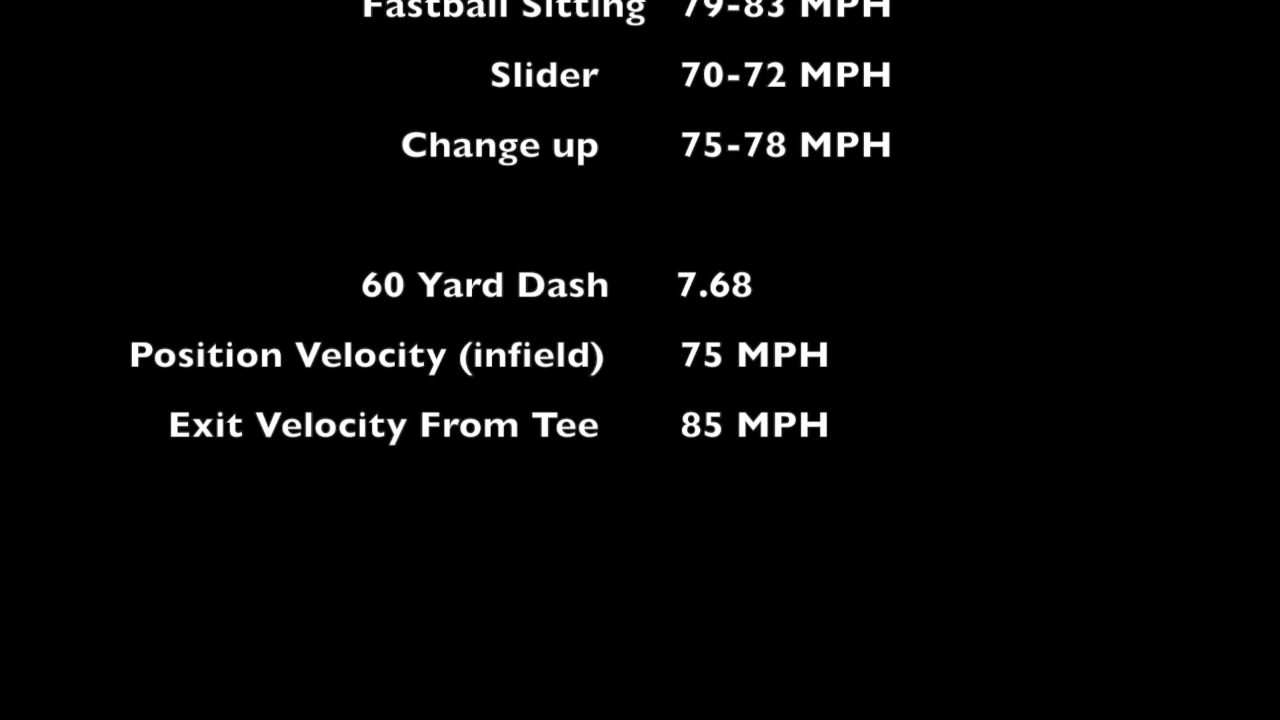 Fastball Sitting 79-83 MPH
Slider 70-72 MPH
Change up 75-78 MPH
60 Yard Dash 7.68
Position Velocity (infield) 75 MPH
Exit Velocity From Tee 85 MPH